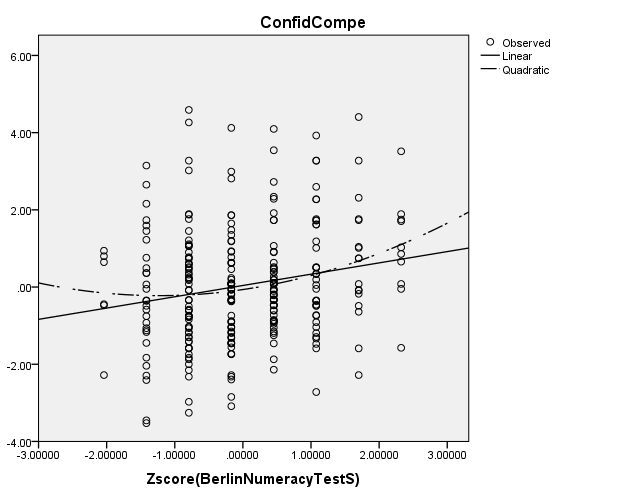 ConfidCompe
Observed
Linear
Quadratic
6.00
4.00
2.00
.00
-2.00
-4.00
-3.00000 -2.00000 -1.00000 .00000 1.00000 2.00000 3.00000
Zscore(BerlinNumeracyTestS)